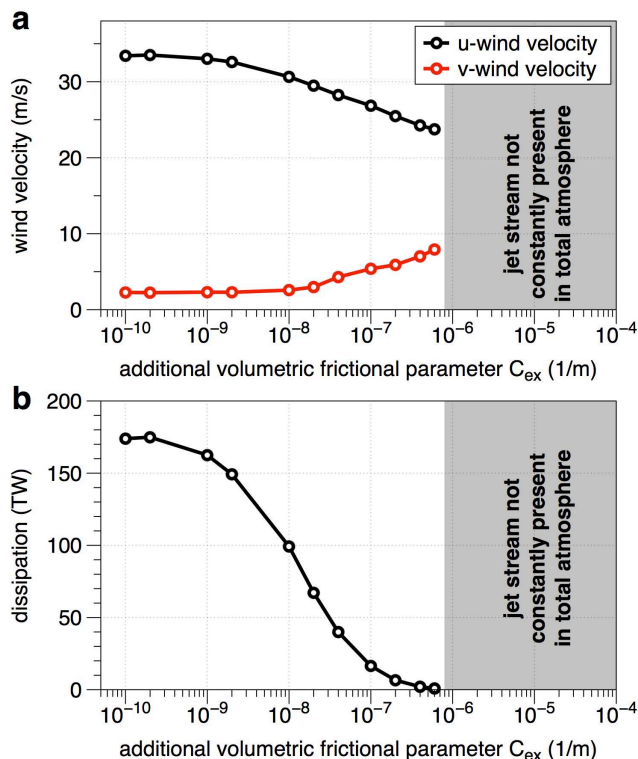 a
u-wind velocity
v-wind velocity
wind velocity (m/s)
30
20
10
0
jet stream not
constantly present
in total atmosphere
10⁻¹⁰ 10⁻⁹ 10⁻⁸ 10⁻⁷ 10⁻⁶ 10⁻⁵ 10⁻⁴
additional volumetric frictional parameter Cₑₓ (1/m)
b
dissipation (TW)
200
150
100
50
0
jet stream not
constantly present
in total atmosphere
10⁻¹⁰ 10⁻⁹ 10⁻⁸ 10⁻⁷ 10⁻⁶ 10⁻⁵ 10⁻⁴
additional volumetric frictional parameter Cₑₓ (1/m)